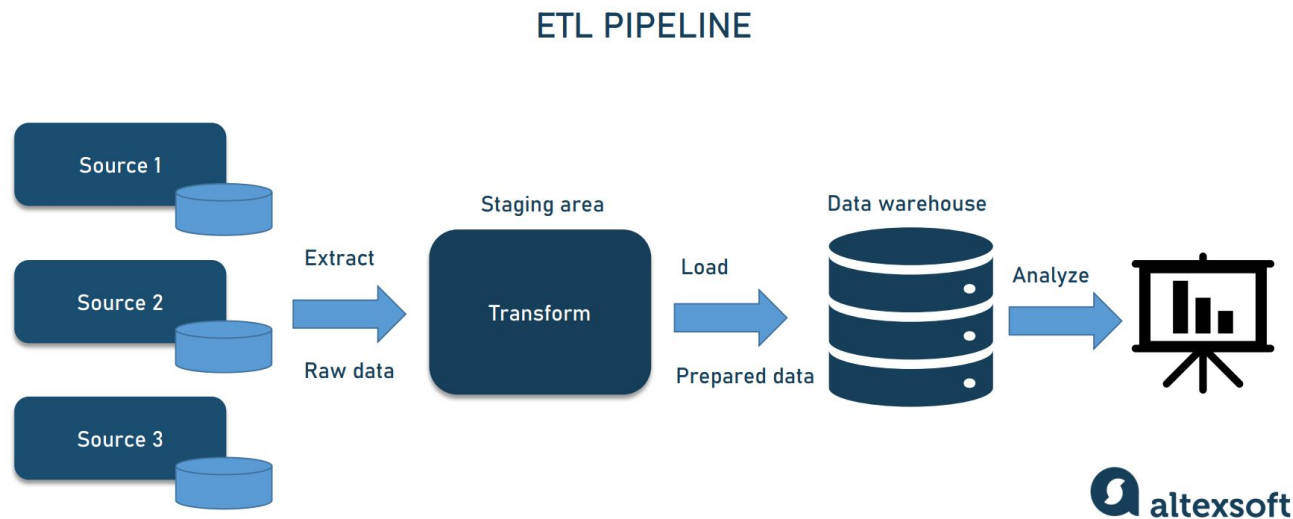 ETL PIPELINE
Source 1
Source 2
Source 3
Extract
Raw data
Staging area
Transform
Load
Prepared data
Data warehouse
Analyze
altexsoft